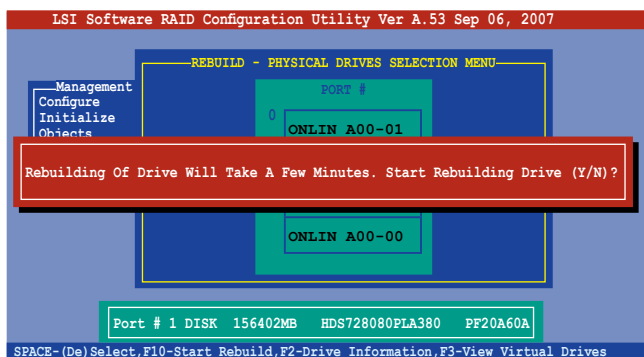 LSI Software RAID Configuration Utility Ver A.53 Sep 06, 2007
REBUILD - PHYSICAL DRIVES SELECTION MENU
Management
Configure
Initialize
Objects
PORT #
0
ONLIN A00-01
Rebuilding Of Drive Will Take A Few Minutes. Start Rebuilding Drive (Y/N)?
ONLIN A00-00
Port # 1 DISK 156402MB HDS728080PLA380 PF20A60A
SPACE-(De)Select,F10-Start Rebuild,F2-Drive Information,F3-View Virtual Drives